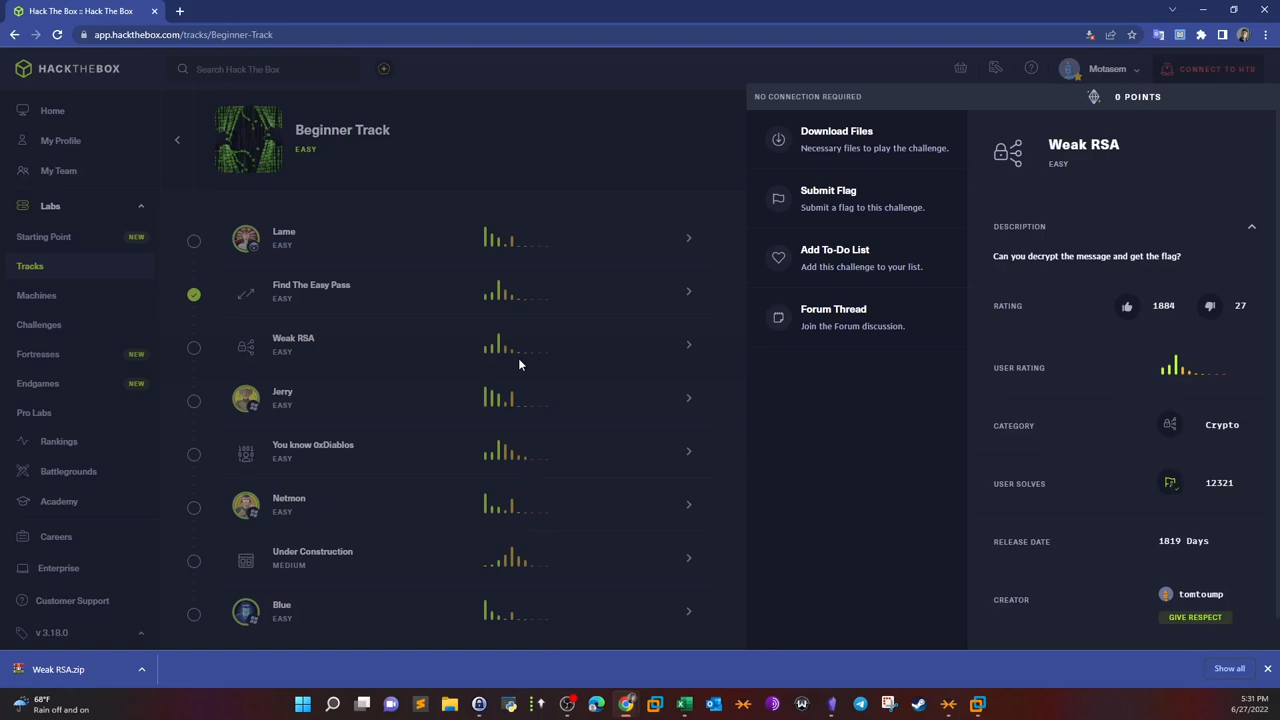 Hack The Box :: Hack The Box
app.hackthebox.com/tracks/Beginner-Track
HACKTHEBOX
Search Hack The Box
Motasem
CONNECT TO HTB
Home
My Profile
My Team
Labs
Starting Point NEW
Tracks
Machines
Challenges
Fortresses NEW
Endgames NEW
Pro Labs
Rankings
Battlegrounds
Academy
Careers
Enterprise
Customer Support
v 3.18.0
Beginner Track
EASY
Lame
EASY
Find The Easy Pass
EASY
Weak RSA
EASY
Jerry
EASY
You know 0xDiablos
EASY
Netmon
EASY
Under Construction
MEDIUM
Blue
EASY
NO CONNECTION REQUIRED
0 POINTS
Download Files
Necessary files to play the challenge.
Submit Flag
Submit a flag to this challenge.
Add To-Do List
Add this challenge to your list.
Forum Thread
Join the Forum discussion.
Weak RSA
EASY
DESCRIPTION
Can you decrypt the message and get the flag?
RATING 1884 27
USER RATING
CATEGORY Crypto
USER SOLVES 12321
RELEASE DATE 1819 Days
CREATOR tomtoump
GIVE RESPECT
Weak RSA.zip
Show all
68°F
Rain off and on
5:31 PM
6/27/2022